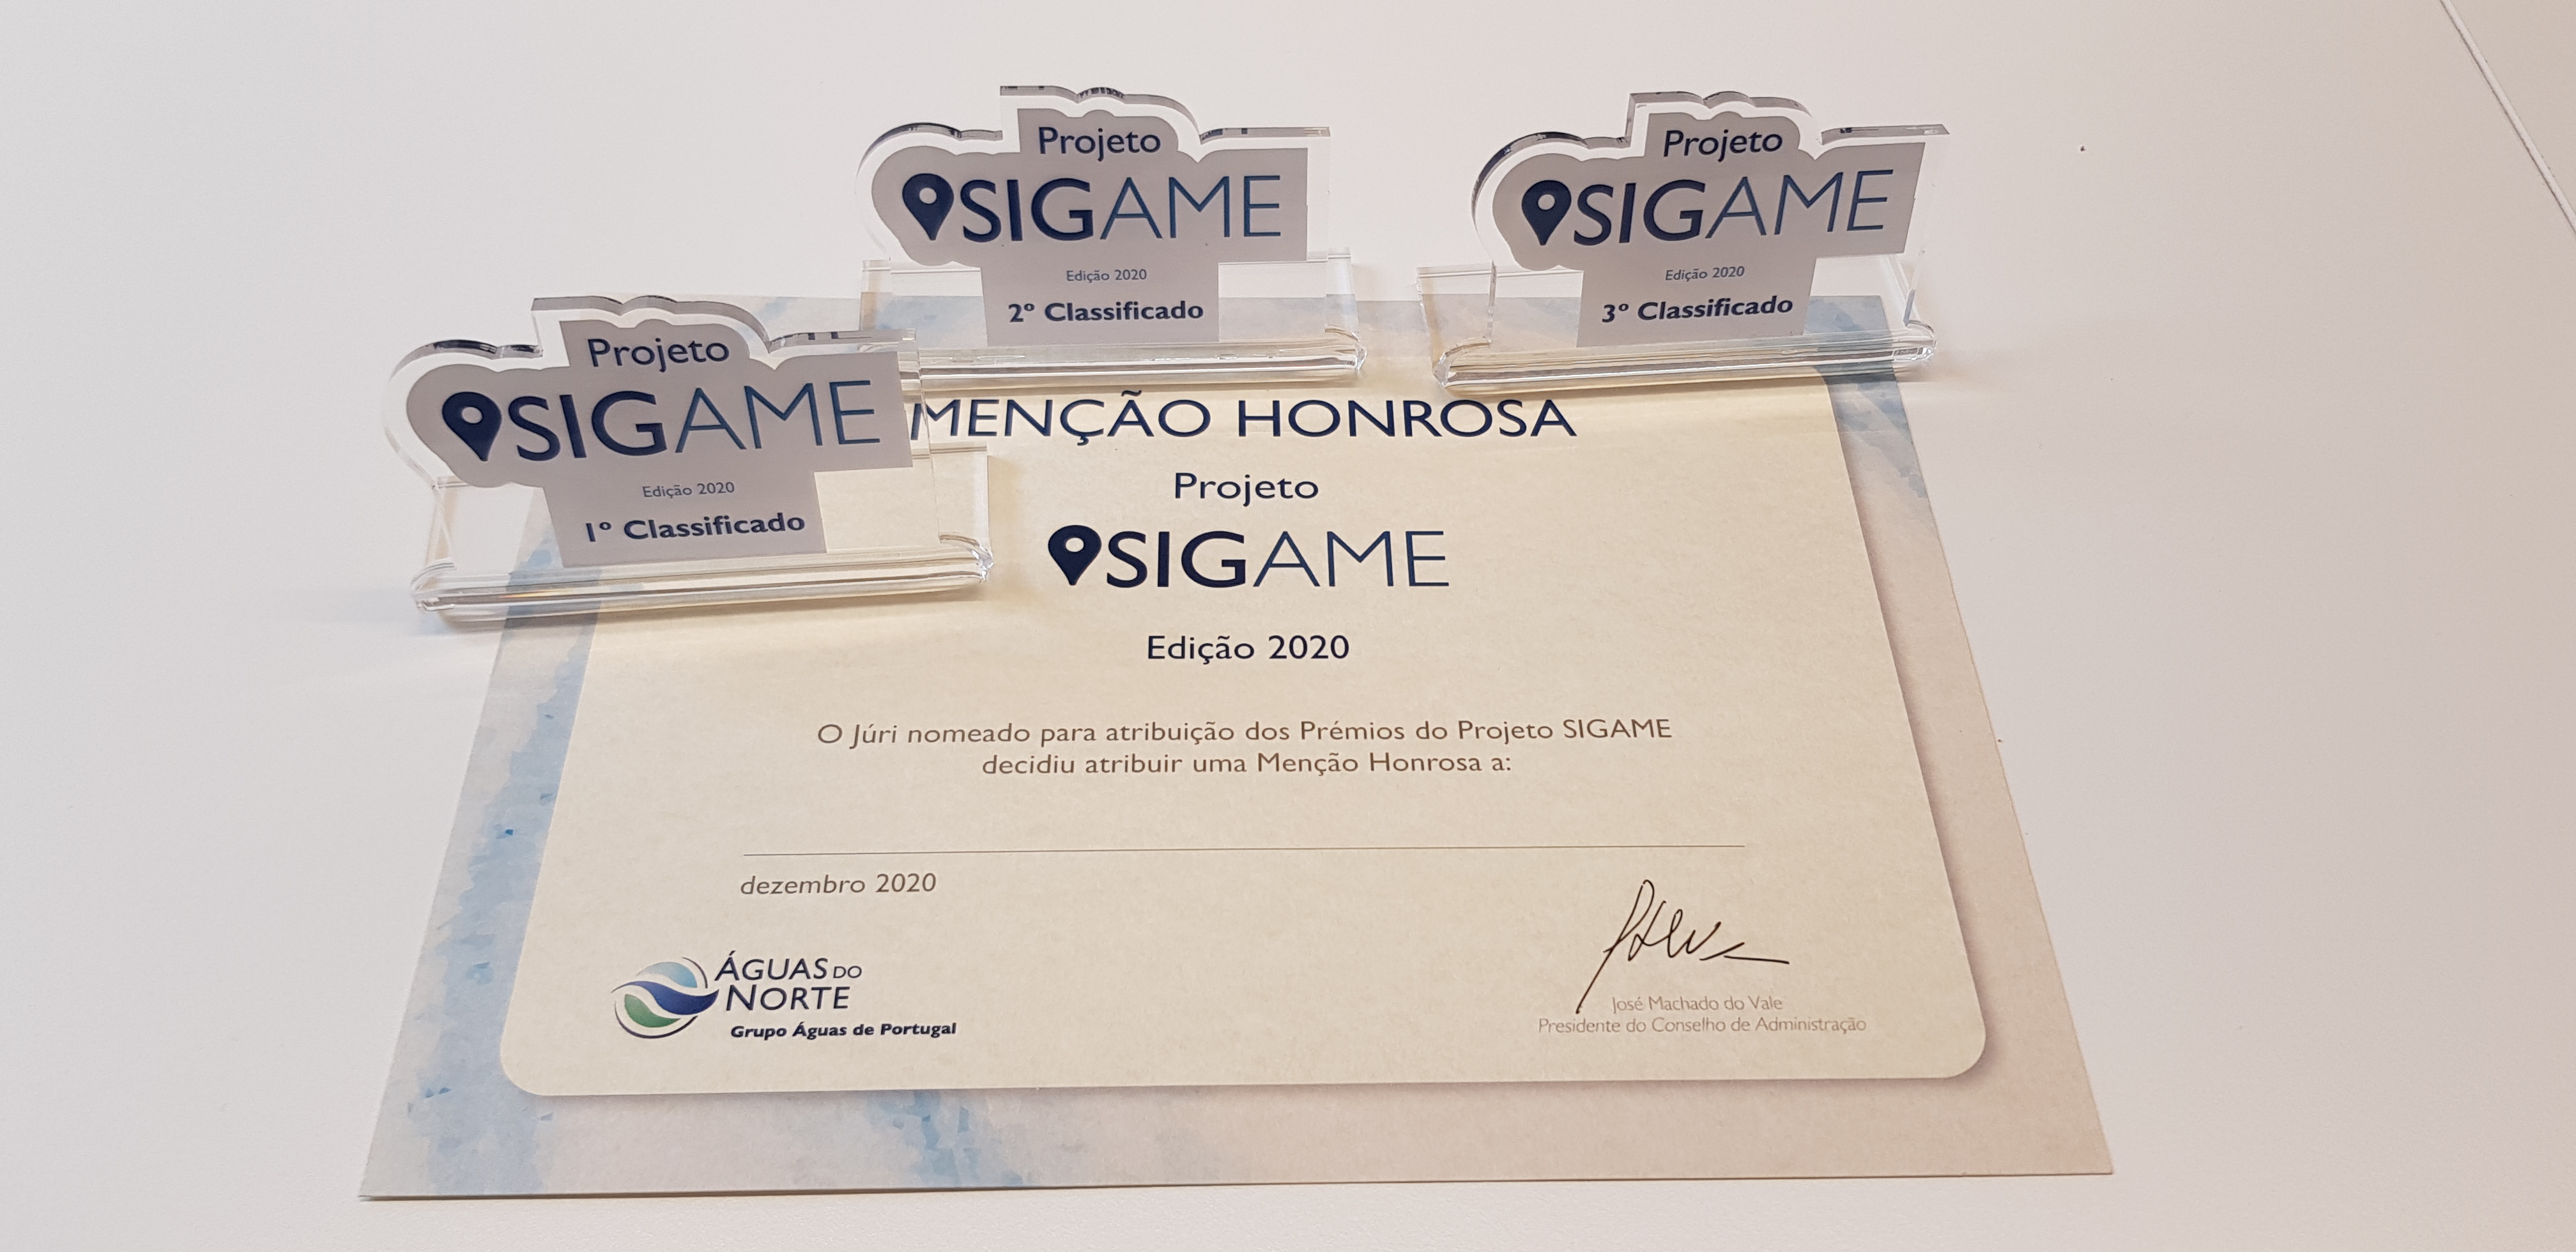 Projeto
SIGAME
Edição 2020
1º Classificado
Projeto
SIGAME
Edição 2020
2º Classificado
Projeto
SIGAME
Edição 2020
3º Classificado
MENÇÃO HONROSA
Projeto
SIGAME
Edição 2020
O Júri nomeado para atribuição dos Prémios do Projeto SIGAME
decidiu atribuir uma Menção Honrosa a:
dezembro 2020
ÁGUAS DO
NORTE
Grupo Águas de Portugal
José Machado do Vale
Presidente do Conselho de Administração